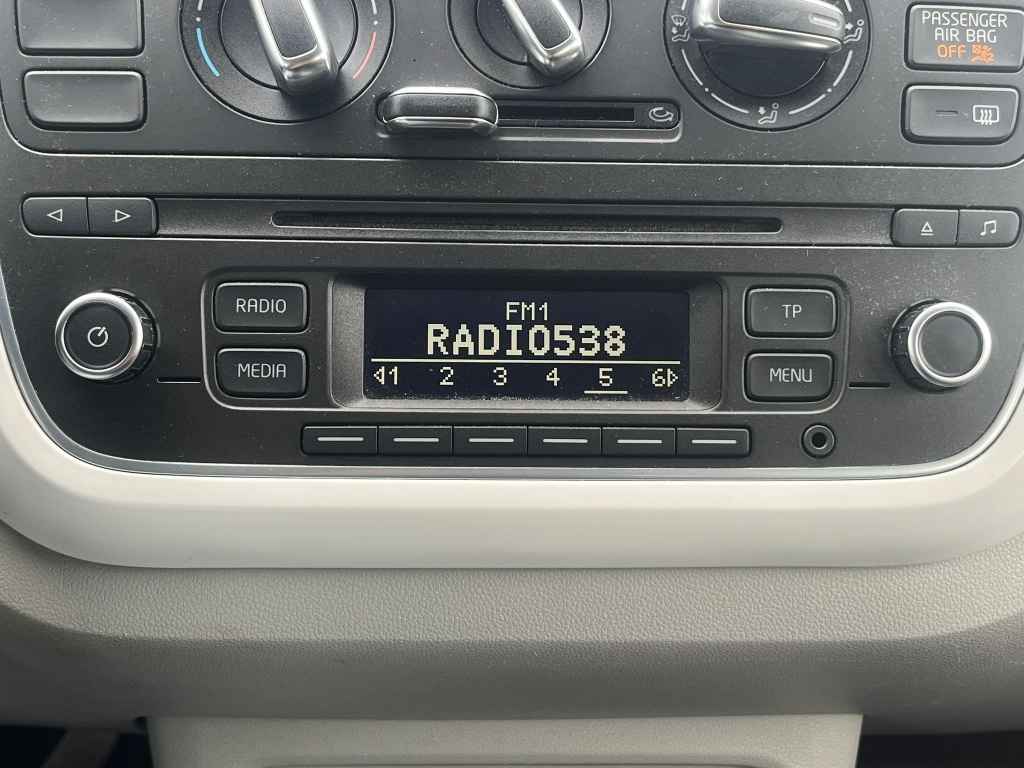 PASSENGER
AIR BAG
OFF
RADIO
MEDIA
FM1
RADIO538
1 2 3 4 5 6
TP
MENU